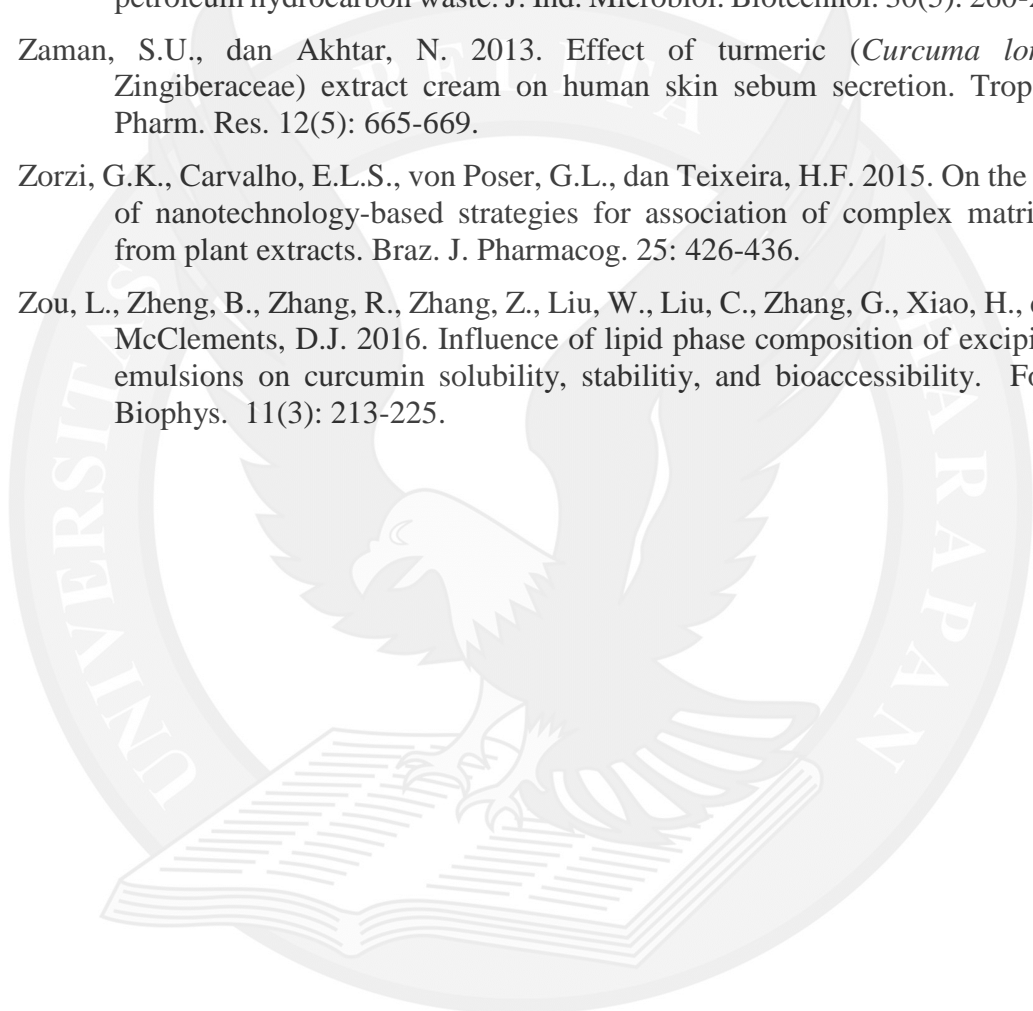 petroleum hydrocarbon waste. J. Ind. Microbiol. Biotechnol. 30(5): 260-
Zaman, S.U., dan Akhtar, N. 2013. Effect of turmeric (Curcuma lon
Zingiberaceae) extract cream on human skin sebum secretion. Trop
Pharm. Res. 12(5): 665-669.
Zorzi, G.K., Carvalho, E.L.S., von Poser, G.L., dan Teixeira, H.F. 2015. On the
of nanotechnology-based strategies for association of complex matri
from plant extracts. Braz. J. Pharmacog. 25: 426-436.
Zou, L., Zheng, B., Zhang, R., Zhang, Z., Liu, W., Liu, C., Zhang, G., Xiao, H.,
McClements, D.J. 2016. Influence of lipid phase composition of excipi
emulsions on curcumin solubility, stabilitiy, and bioaccessibility. Fo
Biophys. 11(3): 213-225.
UNIVERSITAS
PELITA
HARAPAN